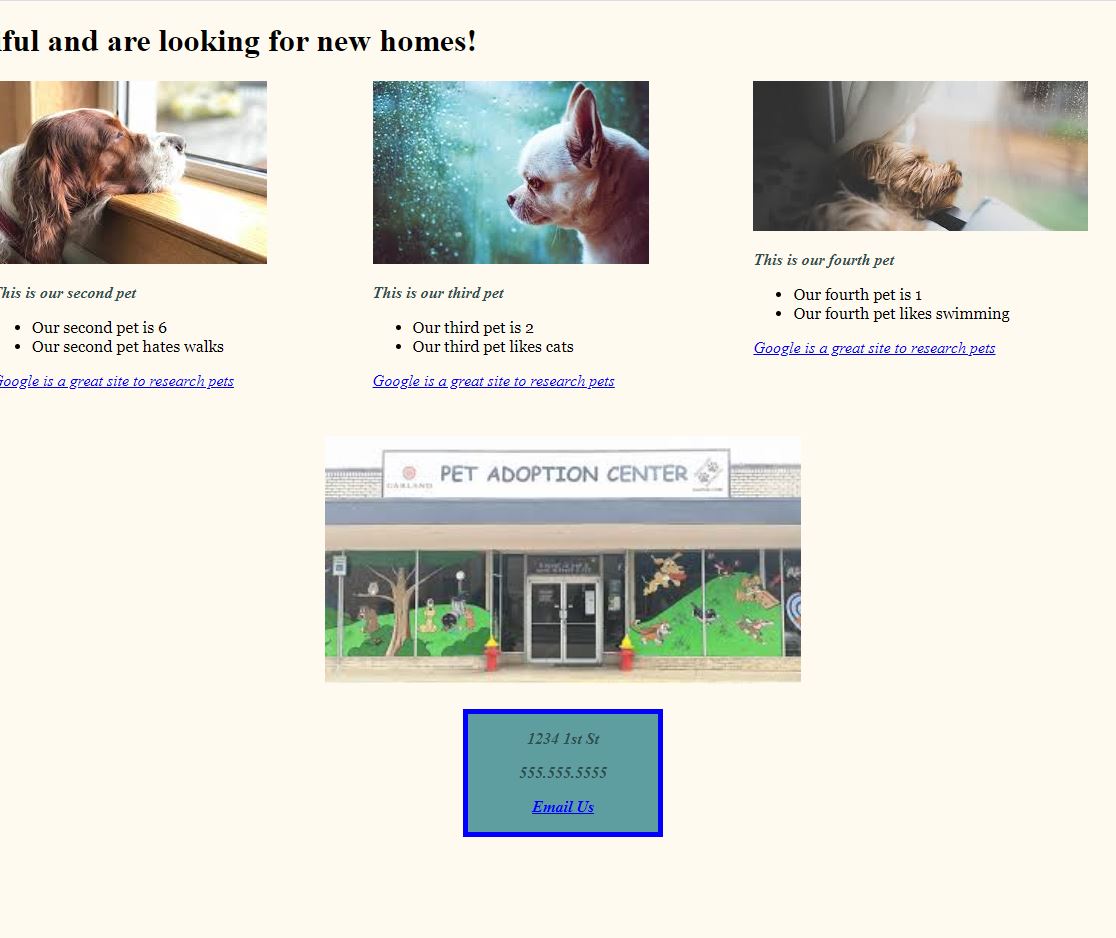 ful and are looking for new homes!
This is our second pet
Our second pet is 6
Our second pet hates walks
Google is a great site to research pets
This is our third pet
Our third pet is 2
Our third pet likes cats
Google is a great site to research pets
This is our fourth pet
Our fourth pet is 1
Our fourth pet likes swimming
Google is a great site to research pets
GARLAND
PET ADOPTION CENTER
1234 1st St
555.555.5555
Email Us